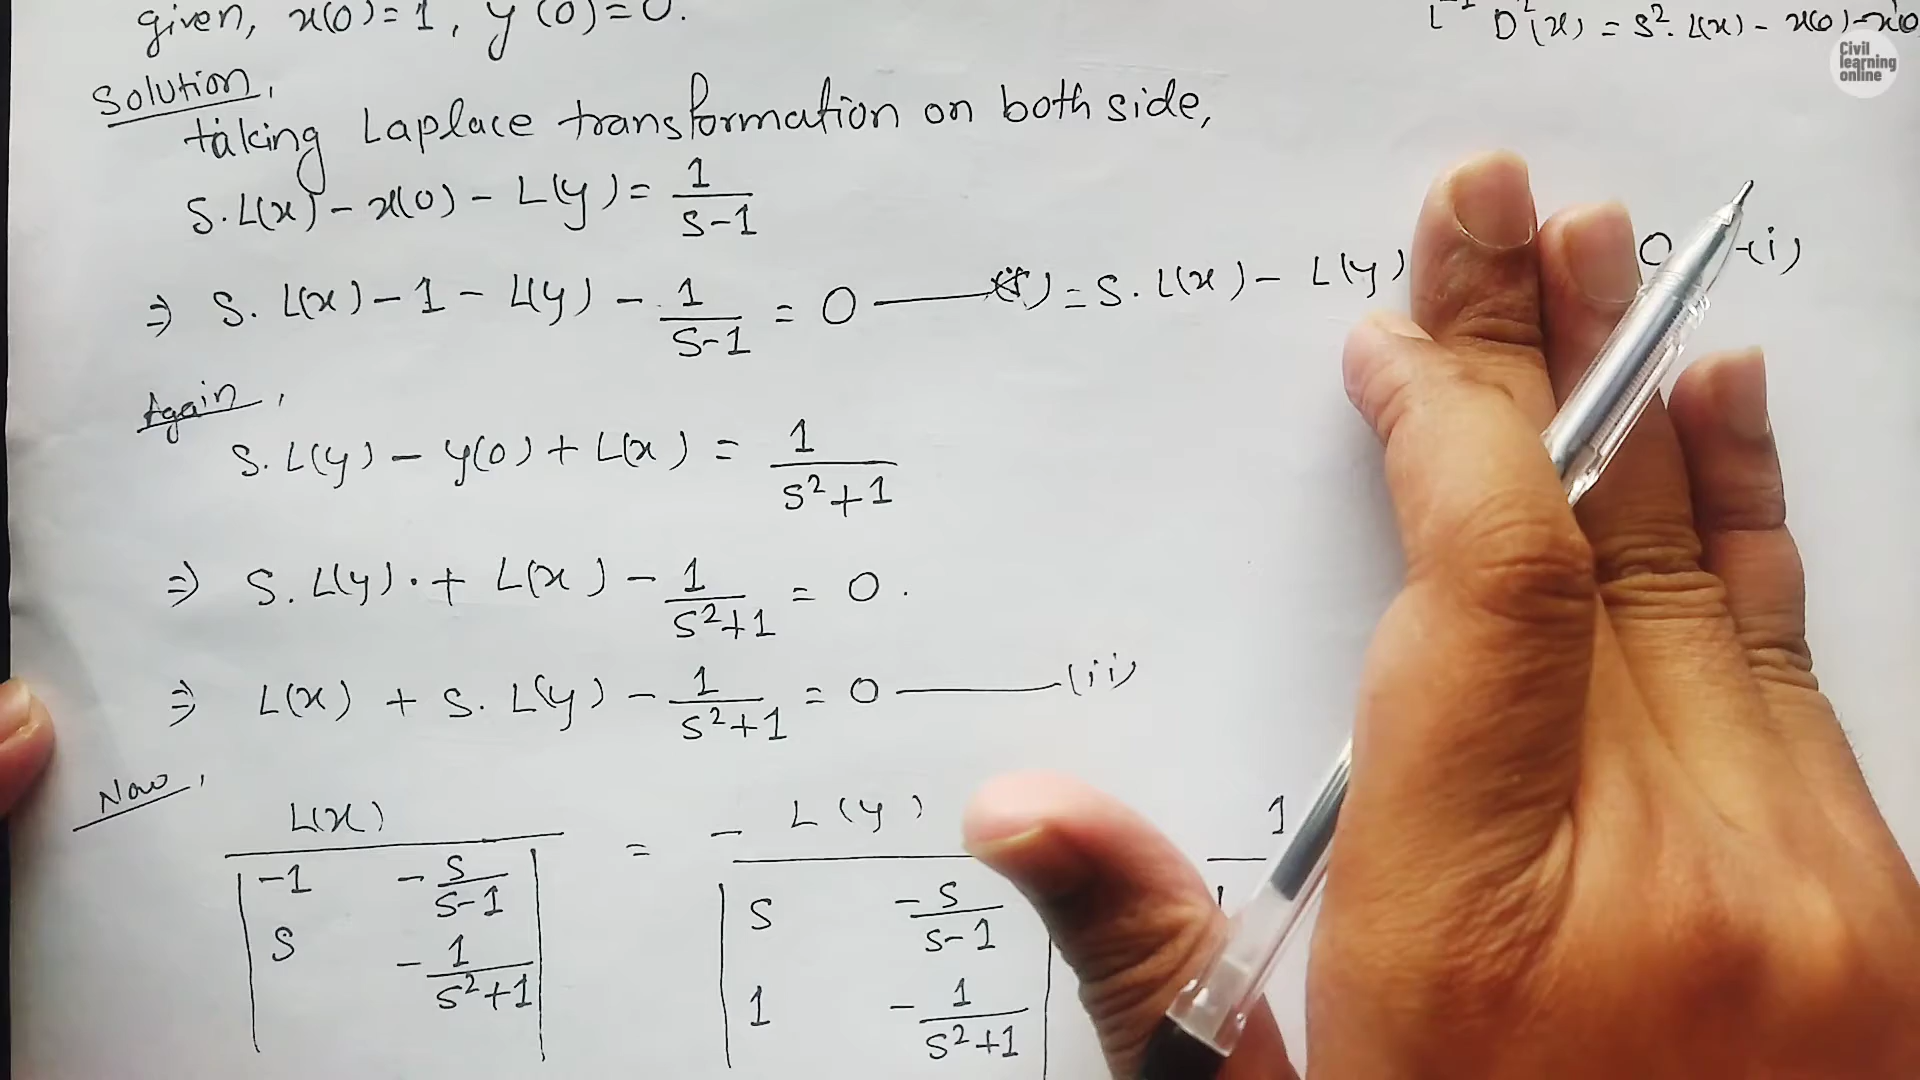 given, x(0)=1, y(0)=0.
L⁻¹ D²(x) = s². L(x) - x(0) - x'(0)
Civil learning online
Solution,
taking Laplace transformation on both side,
S. L(x) - x(0) - L(y) = 1/(s-1)
⇒ S. L(x) - 1 - L(y) - 1/(s-1) = 0 ——— = S. L(x) - L(y) 0 -(i)
Again,
S. L(y) - y(0) + L(x) = 1/(s²+1)
⇒ S. L(y). + L(x) - 1/(s²+1) = 0.
⇒ L(x) + S. L(y) - 1/(s²+1) = 0 ——— (ii)
Now,
L(x) / |-1 -s/(s-1) ; s -1/(s²+1)| = - L(y) / |s -s/(s-1) ; 1 -1/(s²+1)| 1